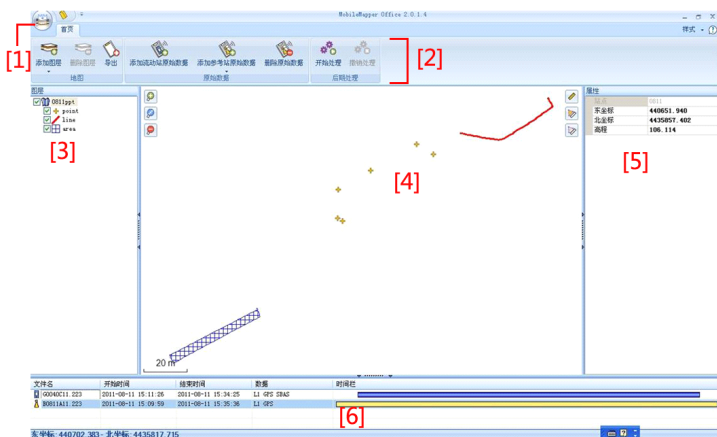 MobileMapper Office 2.0.1.4
[1]
首页
样式
添加图层 删除图层 导出 添加流动站原始数据 添加参考站原始数据 删除原始数据 开始处理 撤销处理
[2]
地图 原始数据 后期处理
图层
0811ppt
point
line
area
[3]
[4]
20 m
属性
站点 0811
东坐标 440651.940
北坐标 4435857.402
高程 106.114
[5]
文件名 开始时间 结束时间 数据 时间栏
G0040C11.223 2011-08-11 15:11:26 2011-08-11 15:34:25 L1 GPS SBAS
B0811A11.223 2011-08-11 15:09:59 2011-08-11 15:35:36 L1 GPS
[6]
东坐标: 440702.383 - 北坐标: 4435817.715